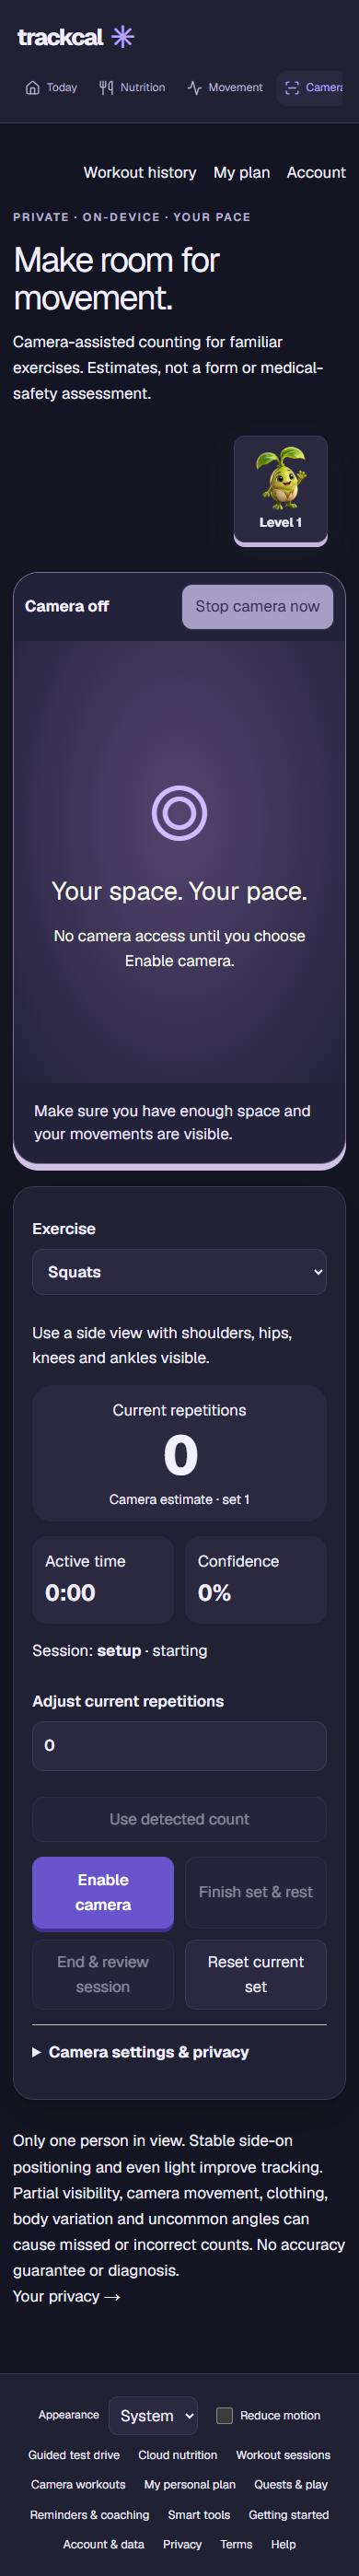 trackcal
Today Nutrition Movement Camera
Workout history My plan Account
PRIVATE · ON-DEVICE · YOUR PACE
Make room for
movement.
Camera-assisted counting for familiar
exercises. Estimates, not a form or medical-
safety assessment.
Level 1
Camera off Stop camera now
Your space. Your pace.
No camera access until you choose
Enable camera.
Make sure you have enough space and
your movements are visible.
Exercise
Squats
Use a side view with shoulders, hips,
knees and ankles visible.
Current repetitions
0
Camera estimate · set 1
Active time Confidence
0:00 0%
Session: setup · starting
Adjust current repetitions
0
Use detected count
Enable
camera
Finish set & rest
End & review
session
Reset current
set
Camera settings & privacy
Only one person in view. Stable side-on
positioning and even light improve tracking.
Partial visibility, camera movement, clothing,
body variation and uncommon angles can
cause missed or incorrect counts. No accuracy
guarantee or diagnosis.
Your privacy →
Appearance System Reduce motion
Guided test drive Cloud nutrition Workout sessions
Camera workouts My personal plan Quests & play
Reminders & coaching Smart tools Getting started
Account & data Privacy Terms Help